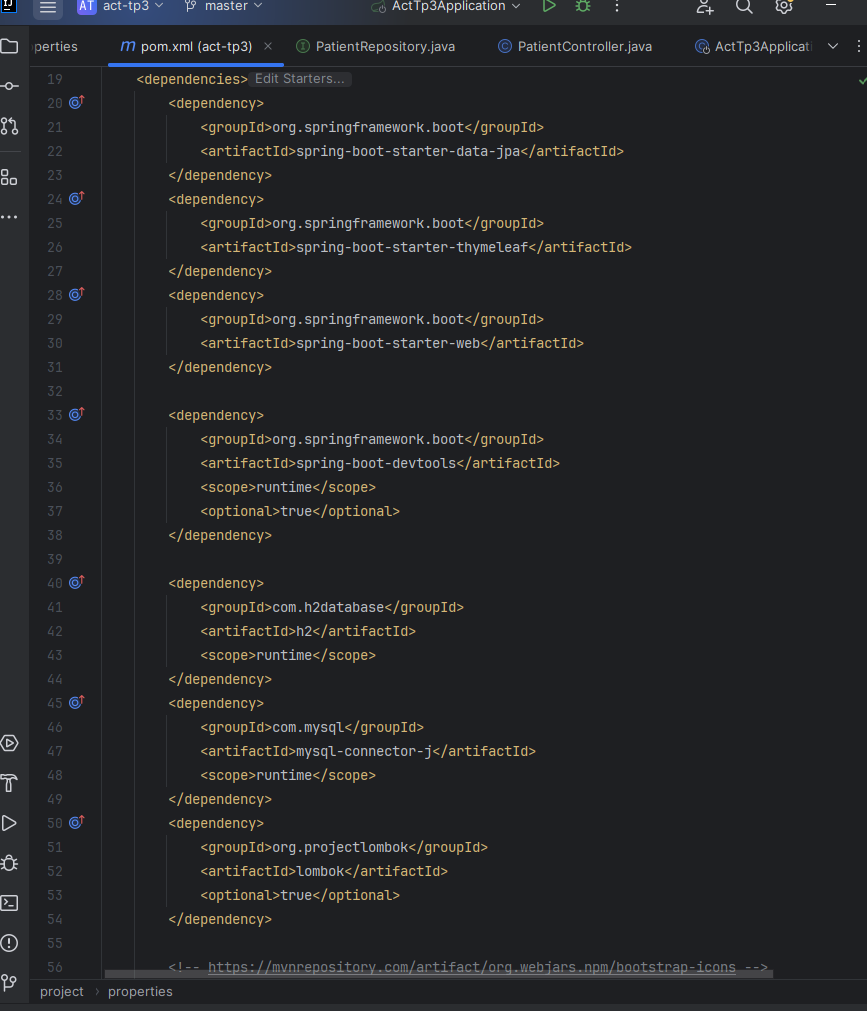 AT act-tp3 master ActTp3Application
perties pom.xml (act-tp3) PatientRepository.java PatientController.java ActTp3Applicati
19 <dependencies> Edit Starters...
20 <dependency>
21 <groupId>org.springframework.boot</groupId>
22 <artifactId>spring-boot-starter-data-jpa</artifactId>
23 </dependency>
24 <dependency>
25 <groupId>org.springframework.boot</groupId>
26 <artifactId>spring-boot-starter-thymeleaf</artifactId>
27 </dependency>
28 <dependency>
29 <groupId>org.springframework.boot</groupId>
30 <artifactId>spring-boot-starter-web</artifactId>
31 </dependency>
32
33 <dependency>
34 <groupId>org.springframework.boot</groupId>
35 <artifactId>spring-boot-devtools</artifactId>
36 <scope>runtime</scope>
37 <optional>true</optional>
38 </dependency>
39
40 <dependency>
41 <groupId>com.h2database</groupId>
42 <artifactId>h2</artifactId>
43 <scope>runtime</scope>
44 </dependency>
45 <dependency>
46 <groupId>com.mysql</groupId>
47 <artifactId>mysql-connector-j</artifactId>
48 <scope>runtime</scope>
49 </dependency>
50 <dependency>
51 <groupId>org.projectlombok</groupId>
52 <artifactId>lombok</artifactId>
53 <optional>true</optional>
54 </dependency>
55
56 <!-- https://mvnrepository.com/artifact/org.webjars.npm/bootstrap-icons -->
project › properties